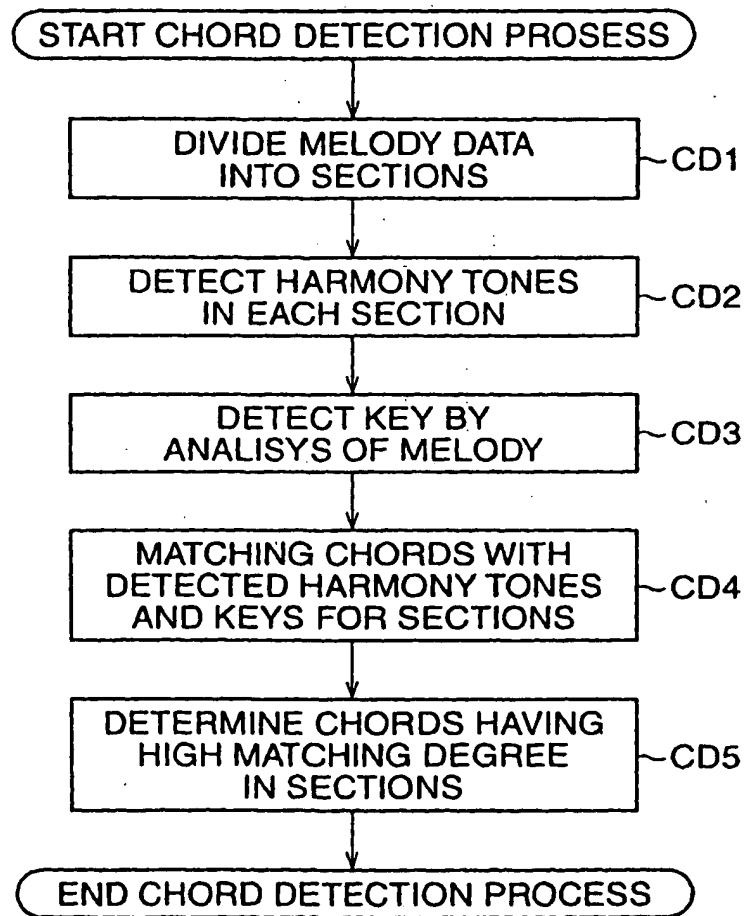 START CHORD DETECTION PROSESS
DIVIDE MELODY DATA
INTO SECTIONS
CD1
DETECT HARMONY TONES
IN EACH SECTION
CD2
DETECT KEY BY
ANALISYS OF MELODY
CD3
MATCHING CHORDS WITH
DETECTED HARMONY TONES
AND KEYS FOR SECTIONS
CD4
DETERMINE CHORDS HAVING
HIGH MATCHING DEGREE
IN SECTIONS
CD5
END CHORD DETECTION PROCESS